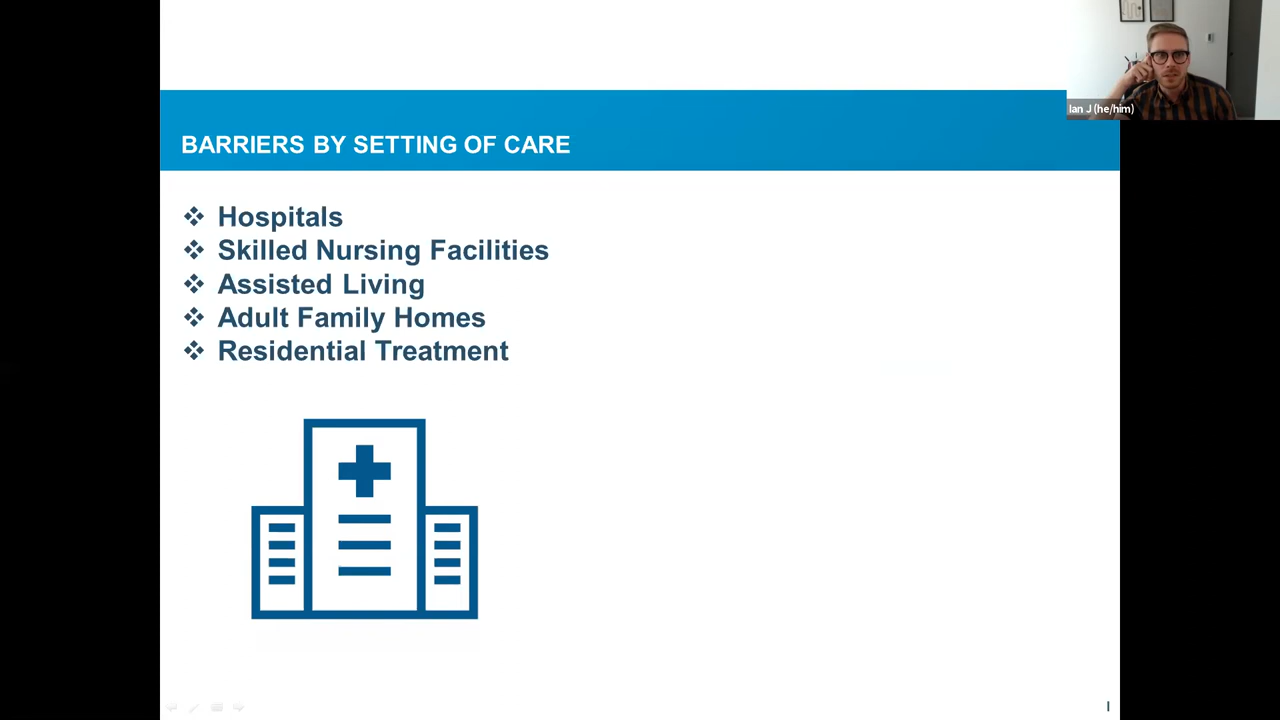 Ian J (he/him)
BARRIERS BY SETTING OF CARE
❖ Hospitals
❖ Skilled Nursing Facilities
❖ Assisted Living
❖ Adult Family Homes
❖ Residential Treatment